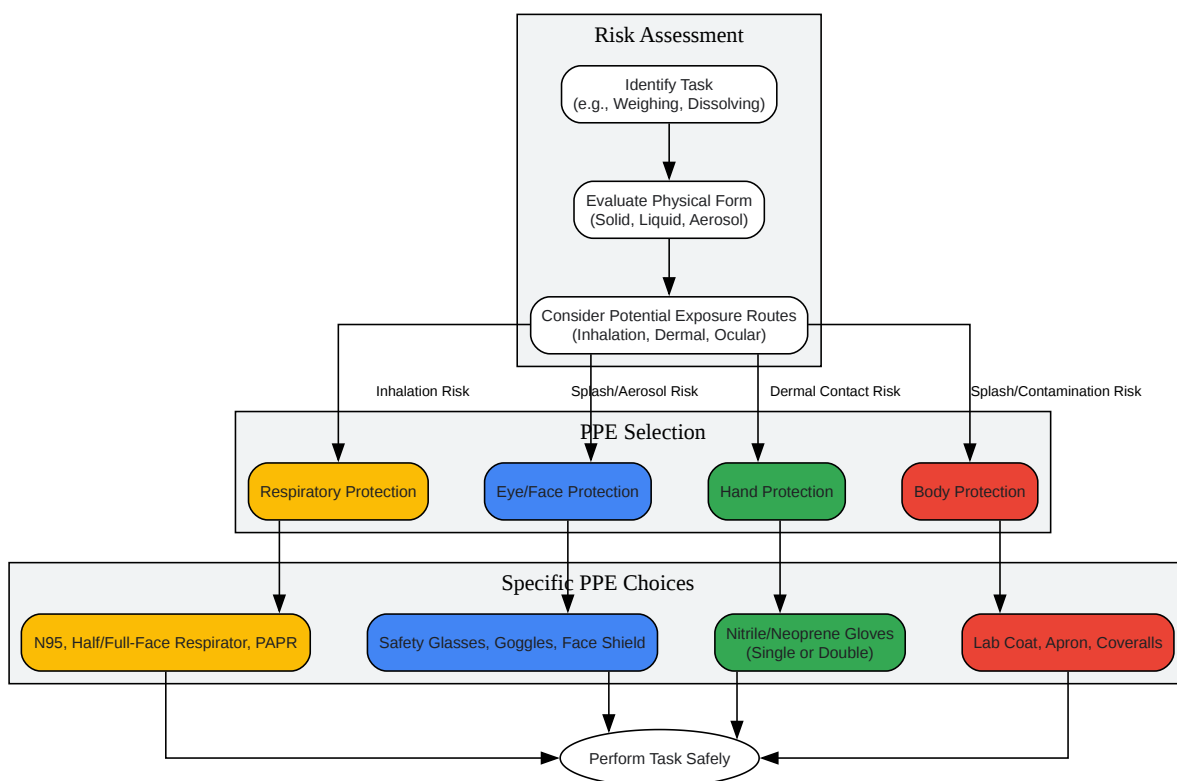 Risk Assessment
Identify Task
(e.g., Weighing, Dissolving)
Evaluate Physical Form
(Solid, Liquid, Aerosol)
Consider Potential Exposure Routes
(Inhalation, Dermal, Ocular)
Inhalation Risk
Splash/Aerosol Risk
Dermal Contact Risk
Splash/Contamination Risk
PPE Selection
Respiratory Protection
Eye/Face Protection
Hand Protection
Body Protection
Specific PPE Choices
N95, Half/Full-Face Respirator, PAPR
Safety Glasses, Goggles, Face Shield
Nitrile/Neoprene Gloves
(Single or Double)
Lab Coat, Apron, Coveralls
Perform Task Safely